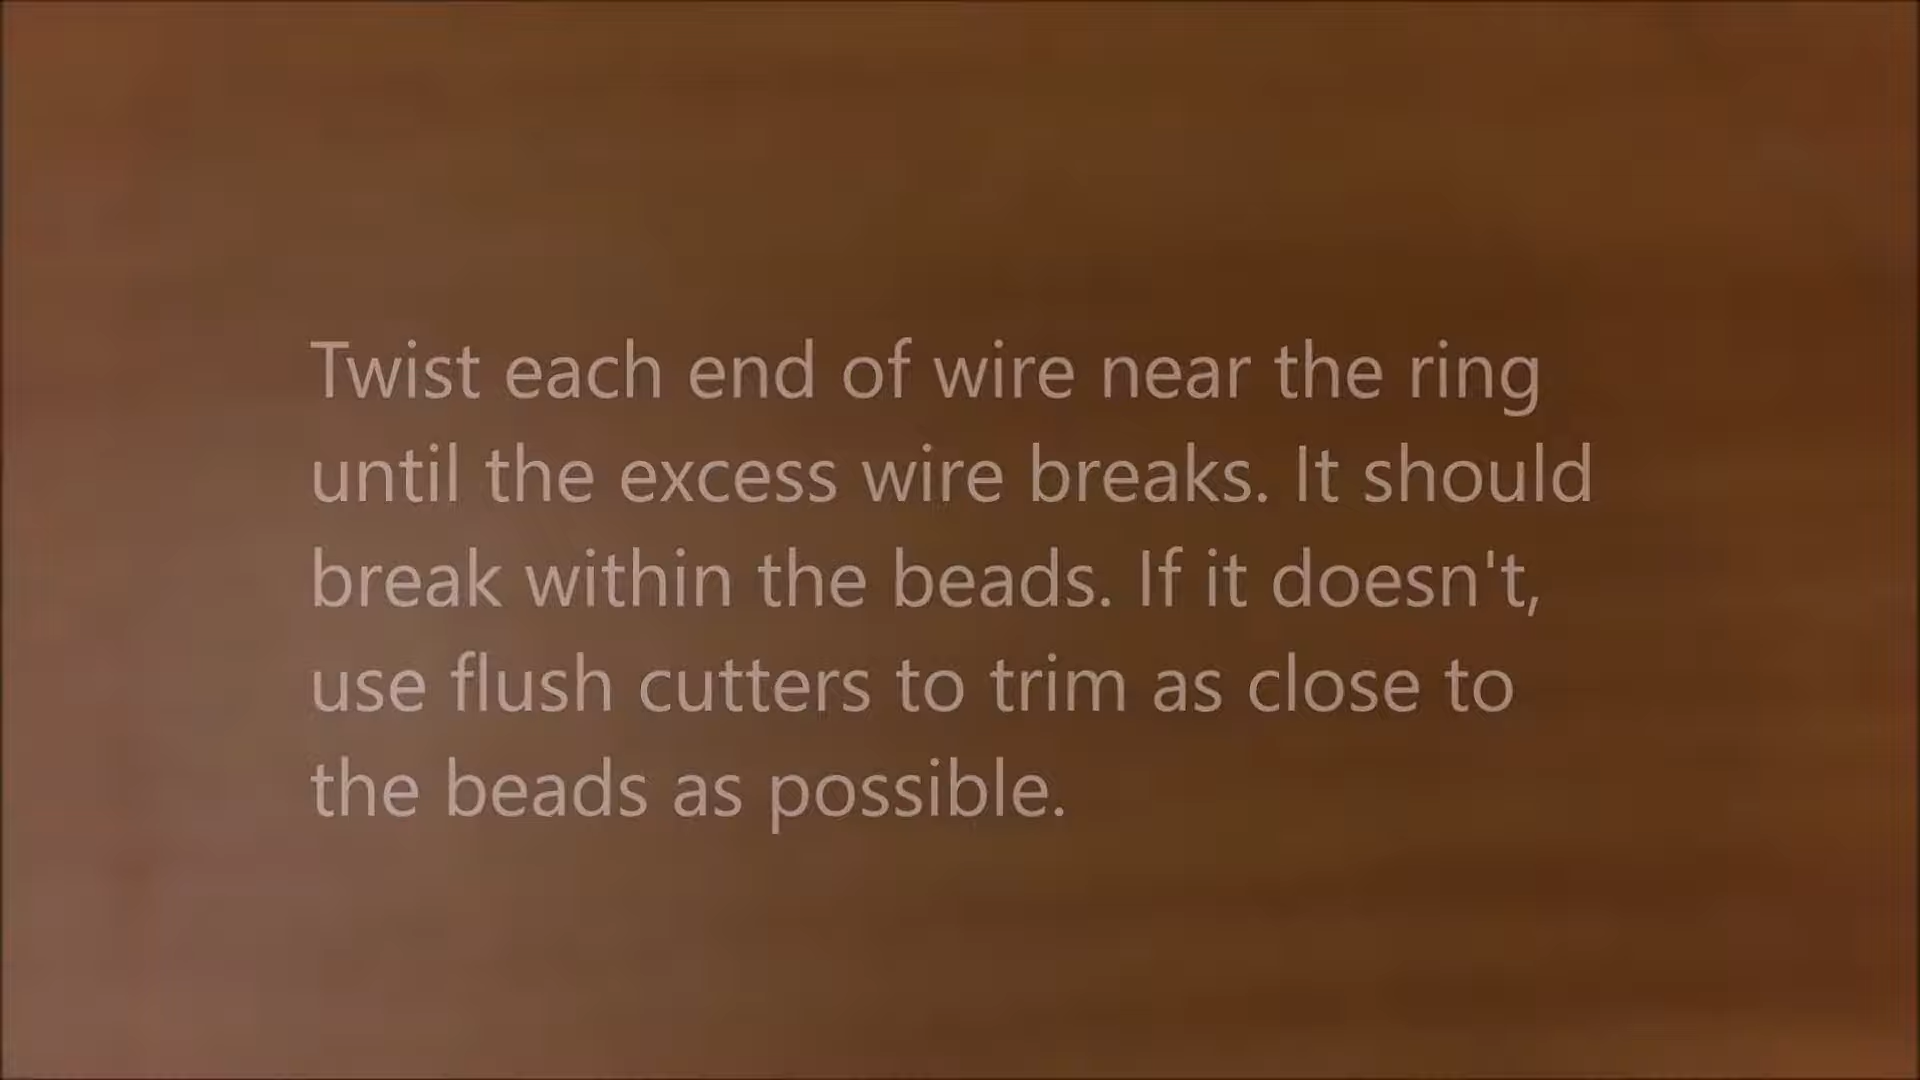 Twist each end of wire near the ring
until the excess wire breaks. It should
break within the beads. If it doesn't,
use flush cutters to trim as close to
the beads as possible.